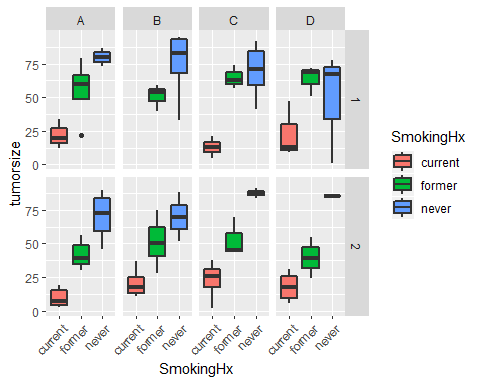 A B C D
75
50
25
0
1
75
50
25
0
2
tumorsize
current former never current former never current former never current former never
SmokingHx
SmokingHx
current
former
never